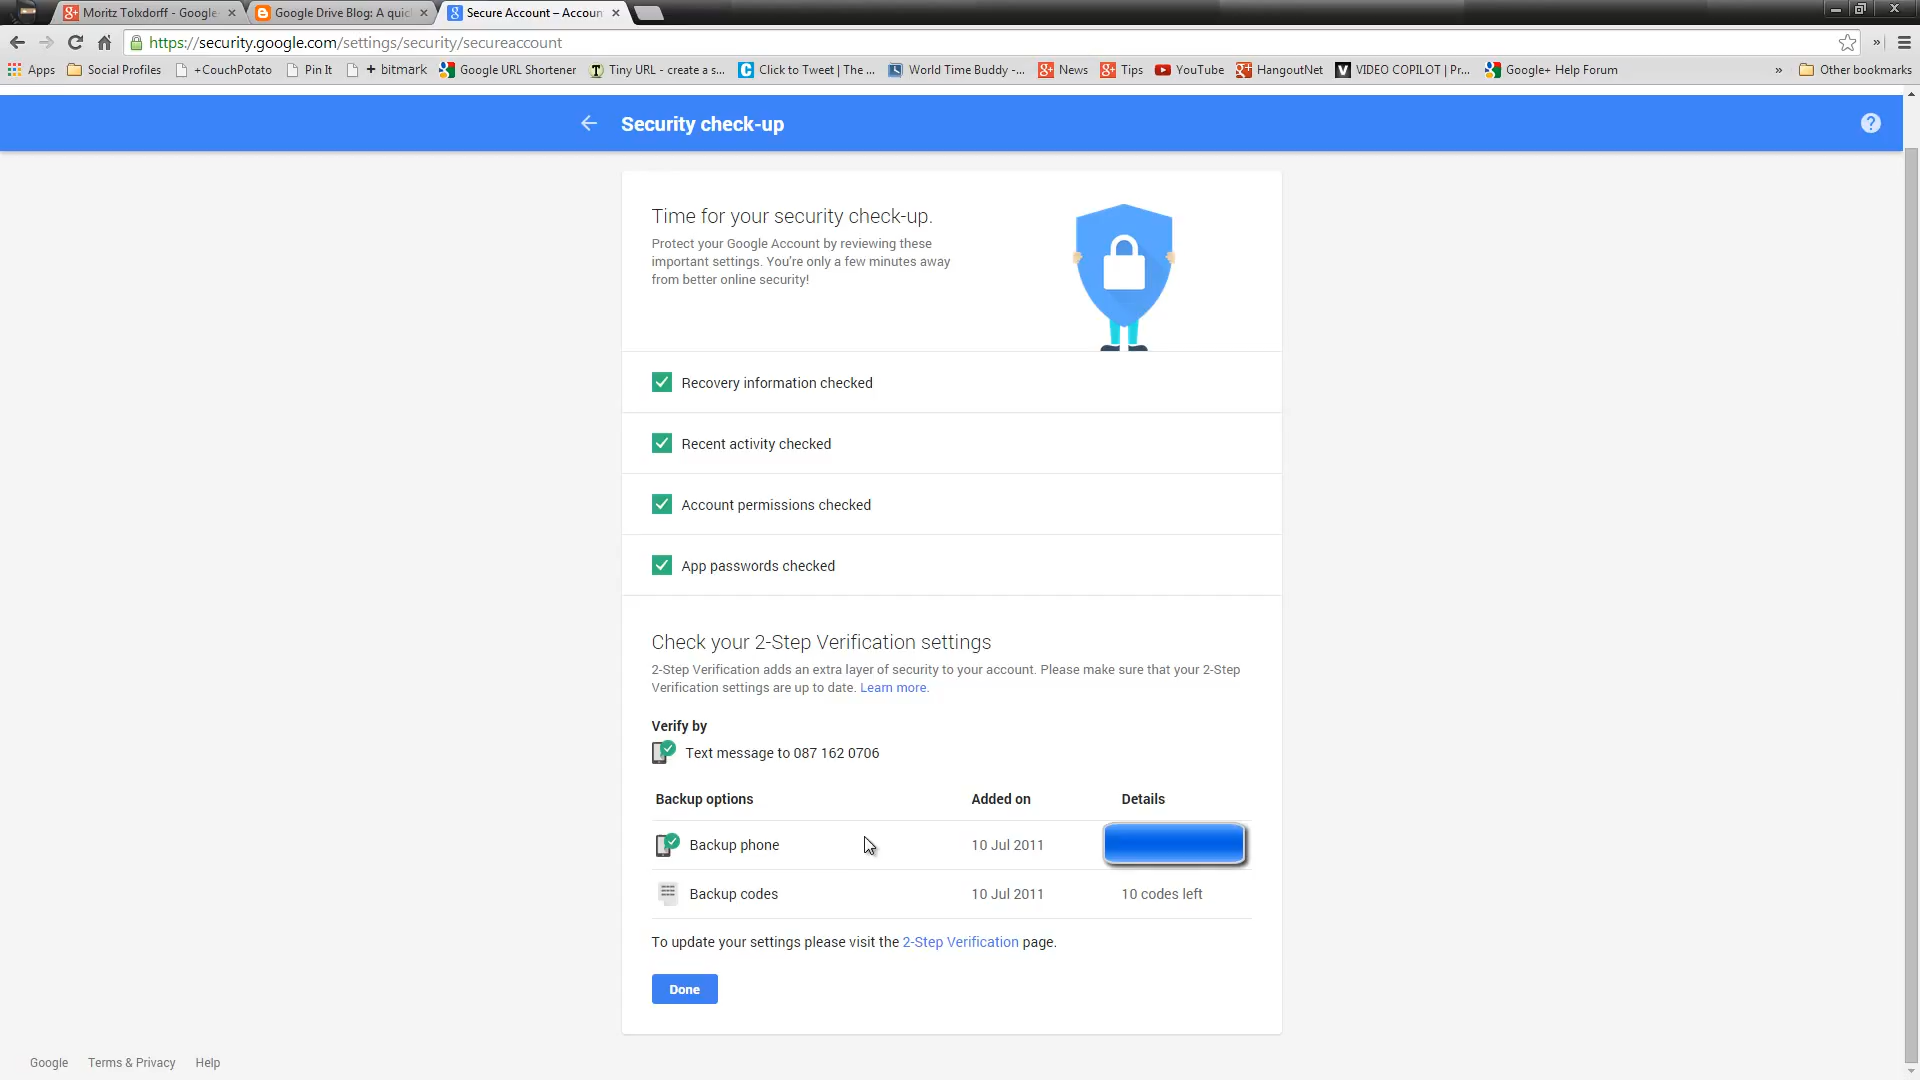 Moritz Tolxdorff - Google
Google Drive Blog: A quic
Secure Account – Accoun
https://security.google.com/settings/security/secureaccount
Apps
Social Profiles
+CouchPotato
Pin It
+ bitmark
Google URL Shortener
Tiny URL - create a s...
Click to Tweet | The ...
World Time Buddy -...
News
Tips
YouTube
HangoutNet
VIDEO COPILOT | Pr...
Google+ Help Forum
»
Other bookmarks
Security check-up
?
Time for your security check-up.
Protect your Google Account by reviewing these
important settings. You're only a few minutes away
from better online security!
Recovery information checked
Recent activity checked
Account permissions checked
App passwords checked
Check your 2-Step Verification settings
2-Step Verification adds an extra layer of security to your account. Please make sure that your 2-Step
Verification settings are up to date. Learn more.
Verify by
Text message to 087 162 0706
Backup options Added on Details
Backup phone 10 Jul 2011
Backup codes 10 Jul 2011 10 codes left
To update your settings please visit the 2-Step Verification page.
Done
Google Terms & Privacy Help